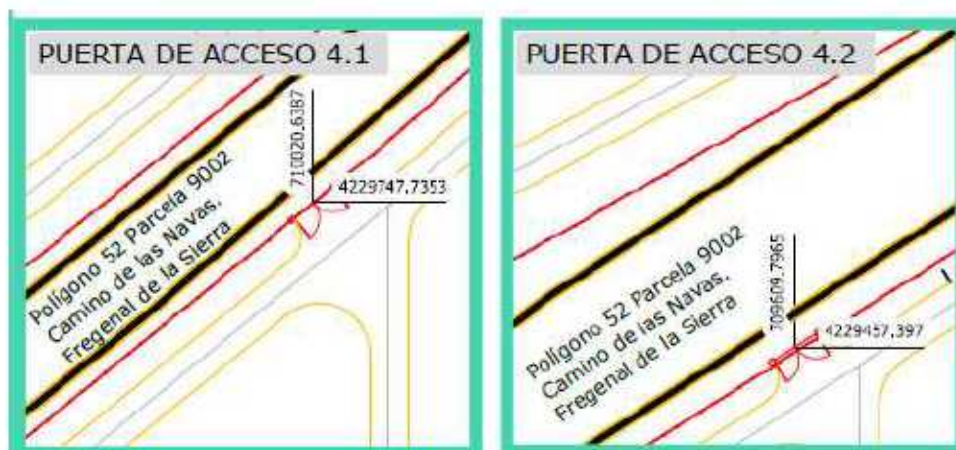 PUERTA DE ACCESO 4.1
710020.6387
4229747,7353
Polígono 52 Parcela 9002
Camino de las Navas.
Fregenal de la Sierra
PUERTA DE ACCESO 4.2
709609.7965
4229457,397
Polígono 52 Parcela 9002
Camino de las Navas.
Fregenal de la Sierra